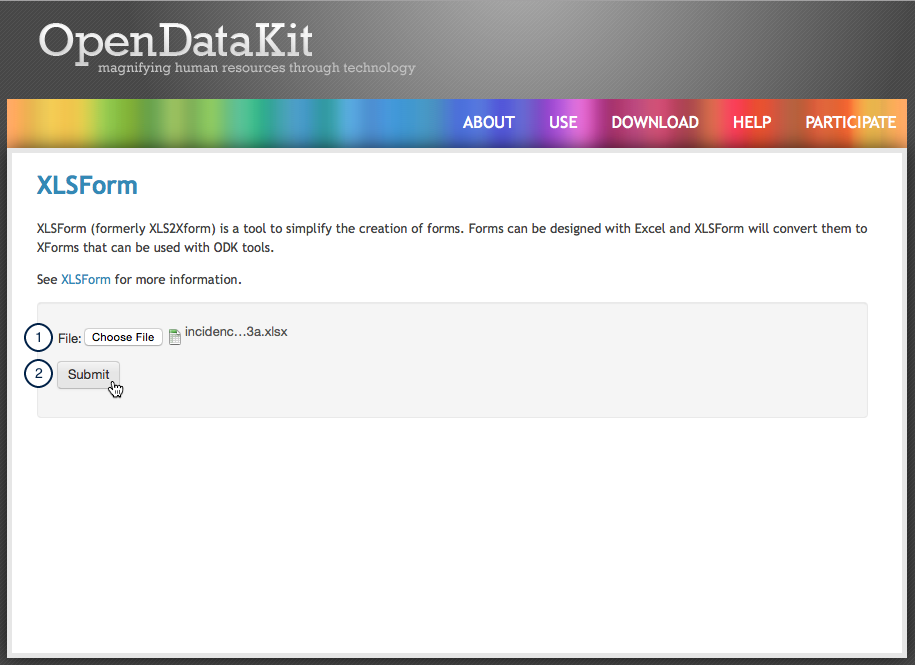 OpenDataKit
magnifying human resources through technology
ABOUT USE DOWNLOAD HELP PARTICIPATE
XLSForm
XLSForm (formerly XLS2Xform) is a tool to simplify the creation of forms. Forms can be designed with Excel and XLSForm will convert them to
XForms that can be used with ODK tools.
See XLSForm for more information.
1 File: Choose File incidenc...3a.xlsx
2 Submit